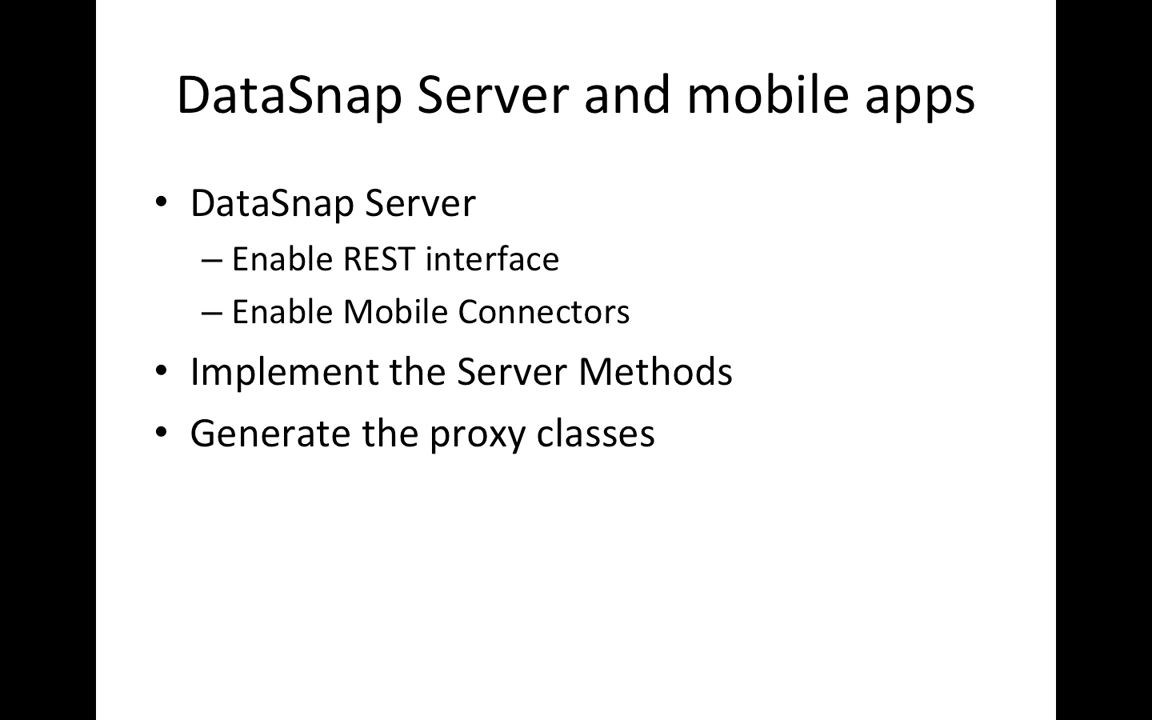 DataSnap Server and mobile apps
• DataSnap Server
– Enable REST interface
– Enable Mobile Connectors
• Implement the Server Methods
• Generate the proxy classes